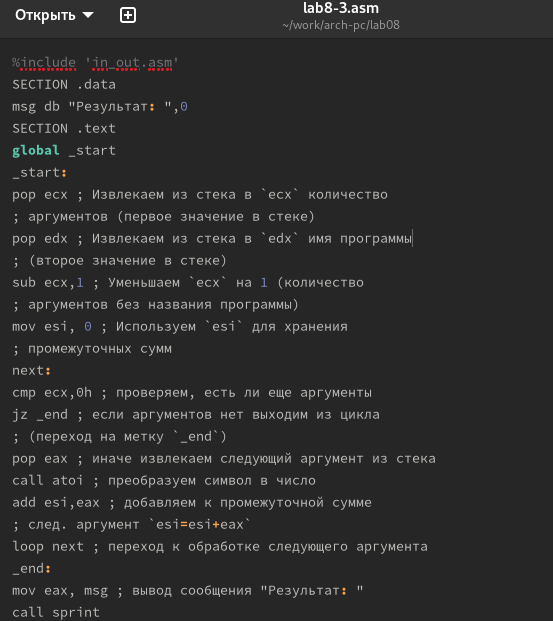 Открыть
lab8-3.asm
~/work/arch-pc/lab08
%include 'in_out.asm'
SECTION .data
msg db "Результат: ",0
SECTION .text
global _start
_start:
pop ecx ; Извлекаем из стека в `ecx` количество
; аргументов (первое значение в стеке)
pop edx ; Извлекаем из стека в `edx` имя программы
; (второе значение в стеке)
sub ecx,1 ; Уменьшаем `ecx` на 1 (количество
; аргументов без названия программы)
mov esi, 0 ; Используем `esi` для хранения
; промежуточных сумм
next:
cmp ecx,0h ; проверяем, есть ли еще аргументы
jz _end ; если аргументов нет выходим из цикла
; (переход на метку `_end`)
pop eax ; иначе извлекаем следующий аргумент из стека
call atoi ; преобразуем символ в число
add esi,eax ; добавляем к промежуточной сумме
; след. аргумент `esi=esi+eax`
loop next ; переход к обработке следующего аргумента
_end:
mov eax, msg ; вывод сообщения "Результат: "
call sprint